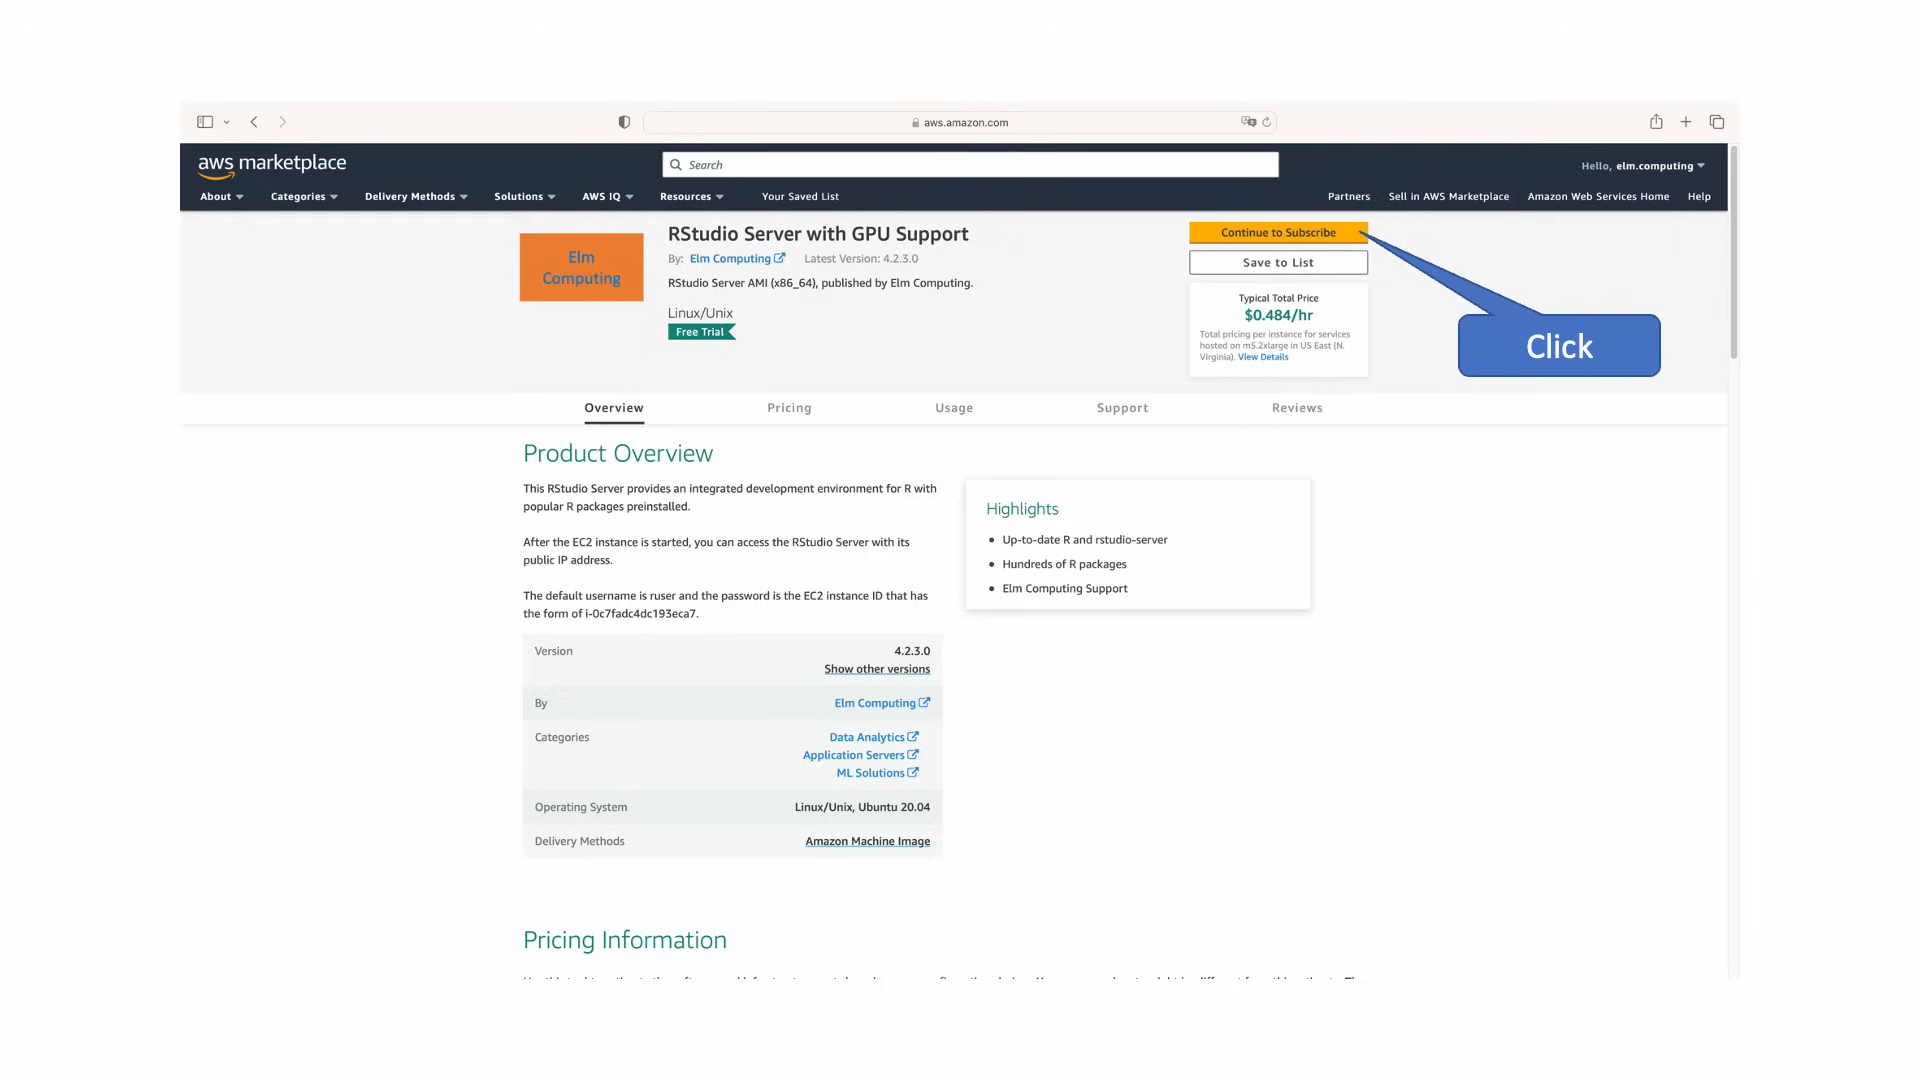 aws.amazon.com
aws marketplace
Search
Hello, elm.computing
About
Categories
Delivery Methods
Solutions
AWS IQ
Resources
Your Saved List
Partners
Sell in AWS Marketplace
Amazon Web Services Home
Help
Elm
Computing
RStudio Server with GPU Support
By: Elm Computing Latest Version: 4.2.3.0
RStudio Server AMI (x86_64), published by Elm Computing.
Linux/Unix
Free Trial
Continue to Subscribe
Save to List
Typical Total Price
$0.484/hr
Total pricing per instance for services
hosted on m5.2xlarge in US East (N.
Virginia). View Details
Click
Overview
Pricing
Usage
Support
Reviews
Product Overview
This RStudio Server provides an integrated development environment for R with
popular R packages preinstalled.
After the EC2 instance is started, you can access the RStudio Server with its
public IP address.
The default username is ruser and the password is the EC2 instance ID that has
the form of i-0c7fadc4dc193eca7.
Highlights
Up-to-date R and rstudio-server
Hundreds of R packages
Elm Computing Support
Version 4.2.3.0
Show other versions
By Elm Computing
Categories Data Analytics
Application Servers
ML Solutions
Operating System Linux/Unix, Ubuntu 20.04
Delivery Methods Amazon Machine Image
Pricing Information